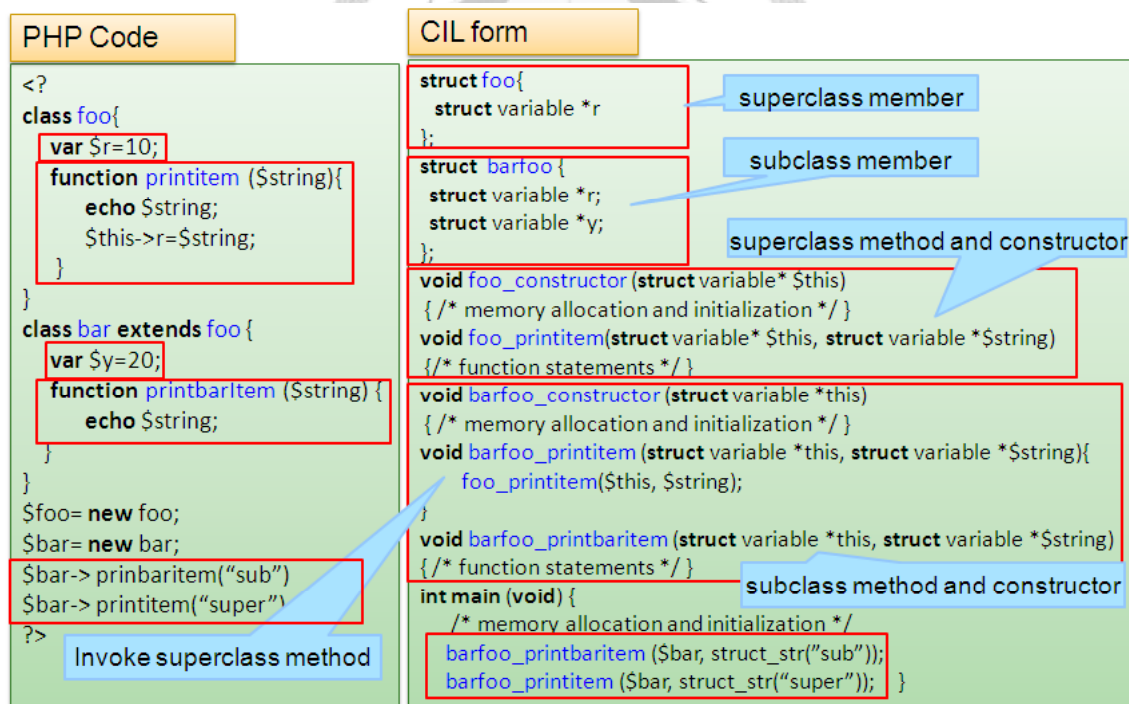 PHP Code
<?
class foo{
var $r=10;
function printitem ($string){
echo $string;
$this->r=$string;
}
}
class bar extends foo {
var $y=20;
function printbarItem ($string) {
echo $string;
}
}
$foo= new foo;
$bar= new bar;
$bar-> prinbaritem(“sub”)
$bar-> printitem(“super”)
?>
Invoke superclass method
CIL form
struct foo{
struct variable *r
};
superclass member
struct barfoo {
struct variable *r;
struct variable *y;
};
subclass member
superclass method and constructor
void foo_constructor (struct variable* $this)
{ /* memory allocation and initialization */ }
void foo_printitem(struct variable* $this, struct variable *$string)
{/* function statements */ }
void barfoo_constructor (struct variable *this)
{ /* memory allocation and initialization */ }
void barfoo_printitem (struct variable *this, struct variable *$string){
foo_printitem($this, $string);
}
void barfoo_printbaritem (struct variable *this, struct variable *$string)
{/* function statements */ }
subclass method and constructor
int main (void) {
/* memory allocation and initialization */
barfoo_printbaritem ($bar, struct_str(”sub”));
barfoo_printitem ($bar, struct_str(“super”)); }